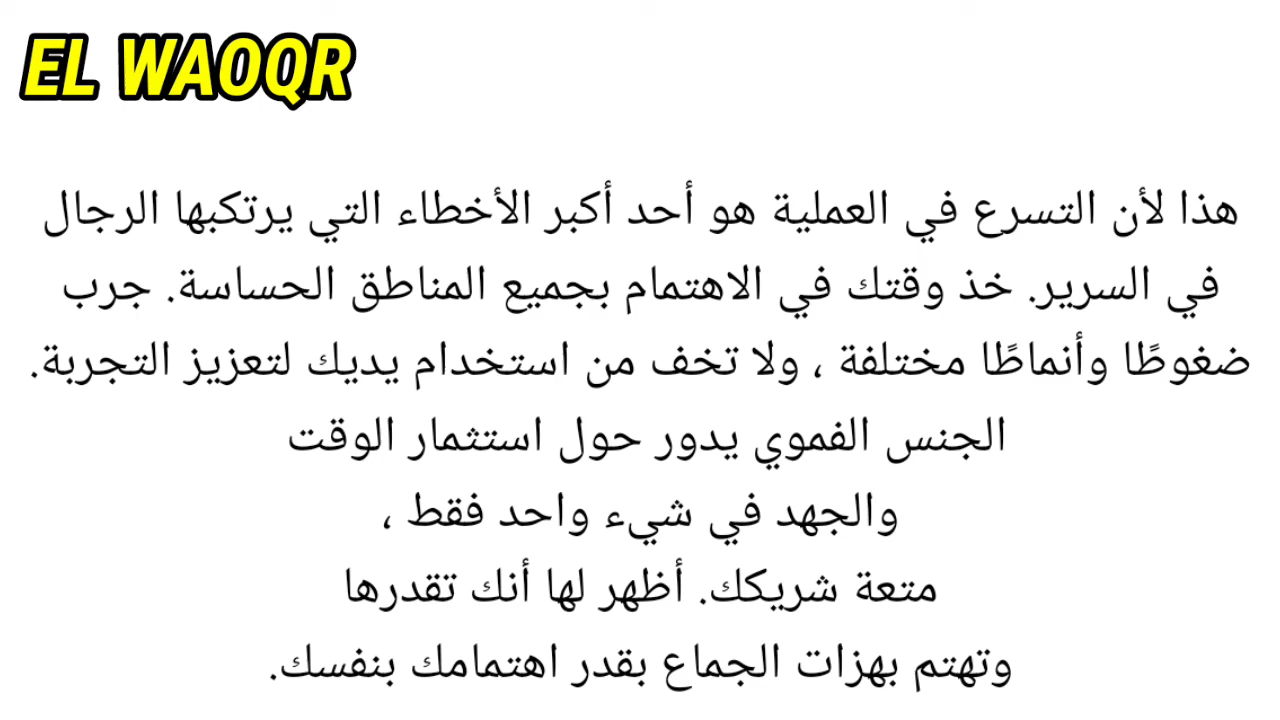 EL WAOQR
هذا لأن التسرع في العملية هو أحد أكبر الأخطاء التي يرتكبها الرجال
في السرير. خذ وقتك في الاهتمام بجميع المناطق الحساسة. جرب
ضغوطًا وأنماطًا مختلفة ، ولا تخف من استخدام يديك لتعزيز التجربة.
الجنس الفموي يدور حول استثمار الوقت
والجهد في شيء واحد فقط ،
متعة شريكك. أظهر لها أنك تقدرها
وتهتم بهزات الجماع بقدر اهتمامك بنفسك.